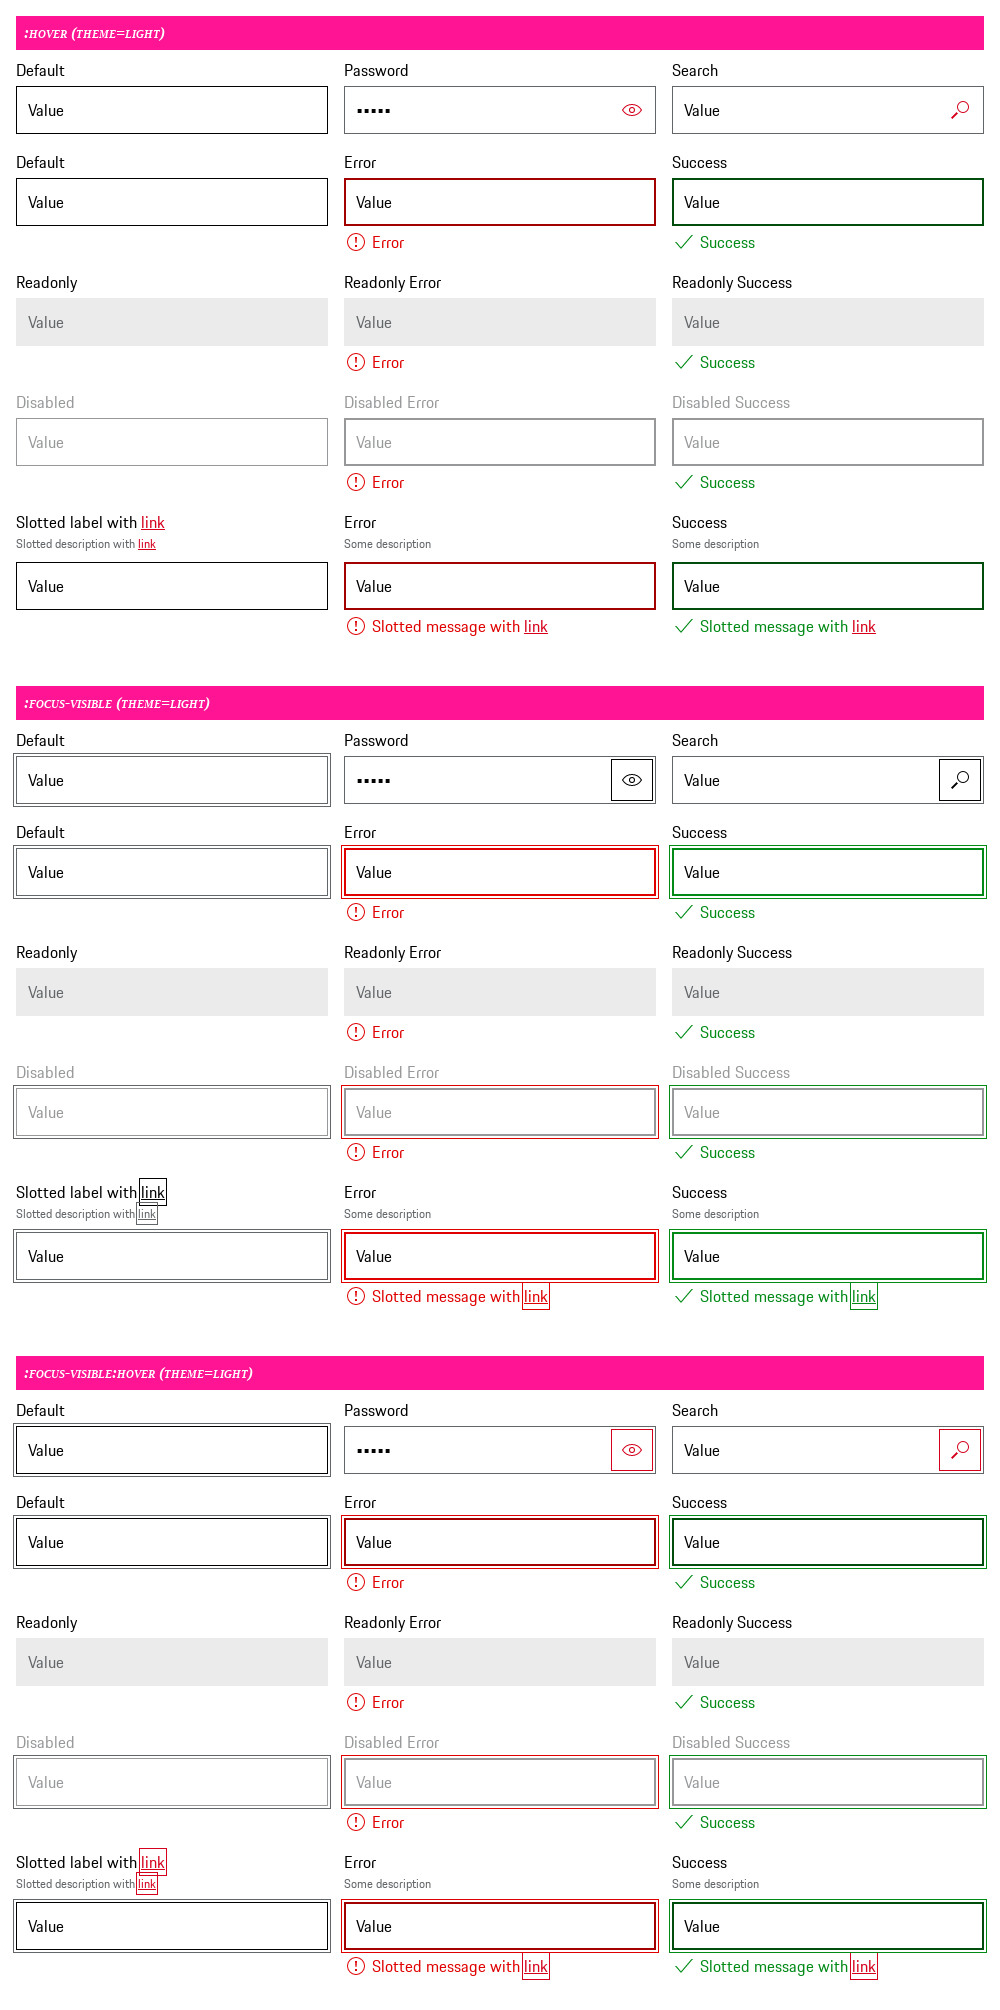 :hover (theme=light)
Default Password Search
Value ••••• Value
Default Error Success
Value Value Value
Error Success
Readonly Readonly Error Readonly Success
Value Value Value
Error Success
Disabled Disabled Error Disabled Success
Value Value Value
Error Success
Slotted label with link Error Success
Slotted description with link Some description Some description
Value Value Value
Slotted message with link Slotted message with link
:focus-visible (theme=light)
Default Password Search
Value ••••• Value
Default Error Success
Value Value Value
Error Success
Readonly Readonly Error Readonly Success
Value Value Value
Error Success
Disabled Disabled Error Disabled Success
Value Value Value
Error Success
Slotted label with link Error Success
Slotted description with link Some description Some description
Value Value Value
Slotted message with link Slotted message with link
:focus-visible:hover (theme=light)
Default Password Search
Value ••••• Value
Default Error Success
Value Value Value
Error Success
Readonly Readonly Error Readonly Success
Value Value Value
Error Success
Disabled Disabled Error Disabled Success
Value Value Value
Error Success
Slotted label with link Error Success
Slotted description with link Some description Some description
Value Value Value
Slotted message with link Slotted message with link